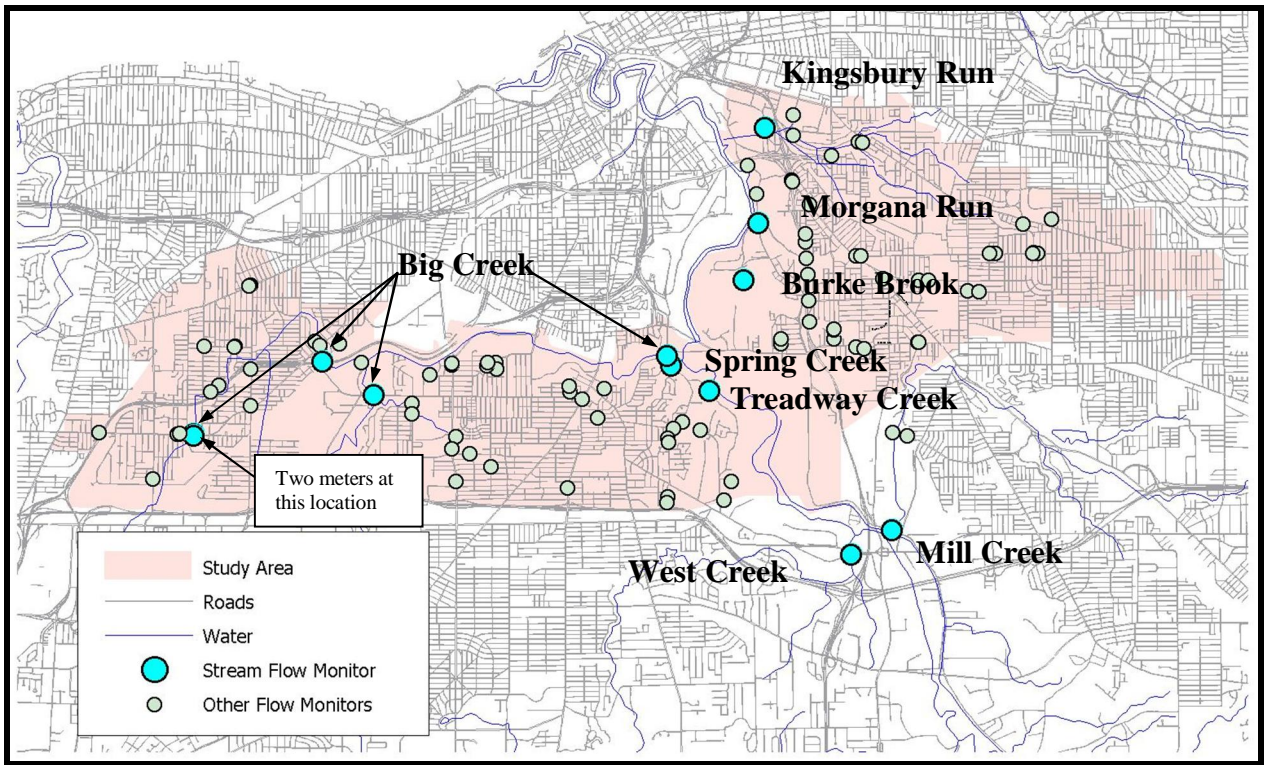 Kingsbury Run
Morgana Run
Big Creek
Burke Brook
Spring Creek
Treadway Creek
Two meters at
this location
Mill Creek
West Creek
Study Area
Roads
Water
Stream Flow Monitor
Other Flow Monitors